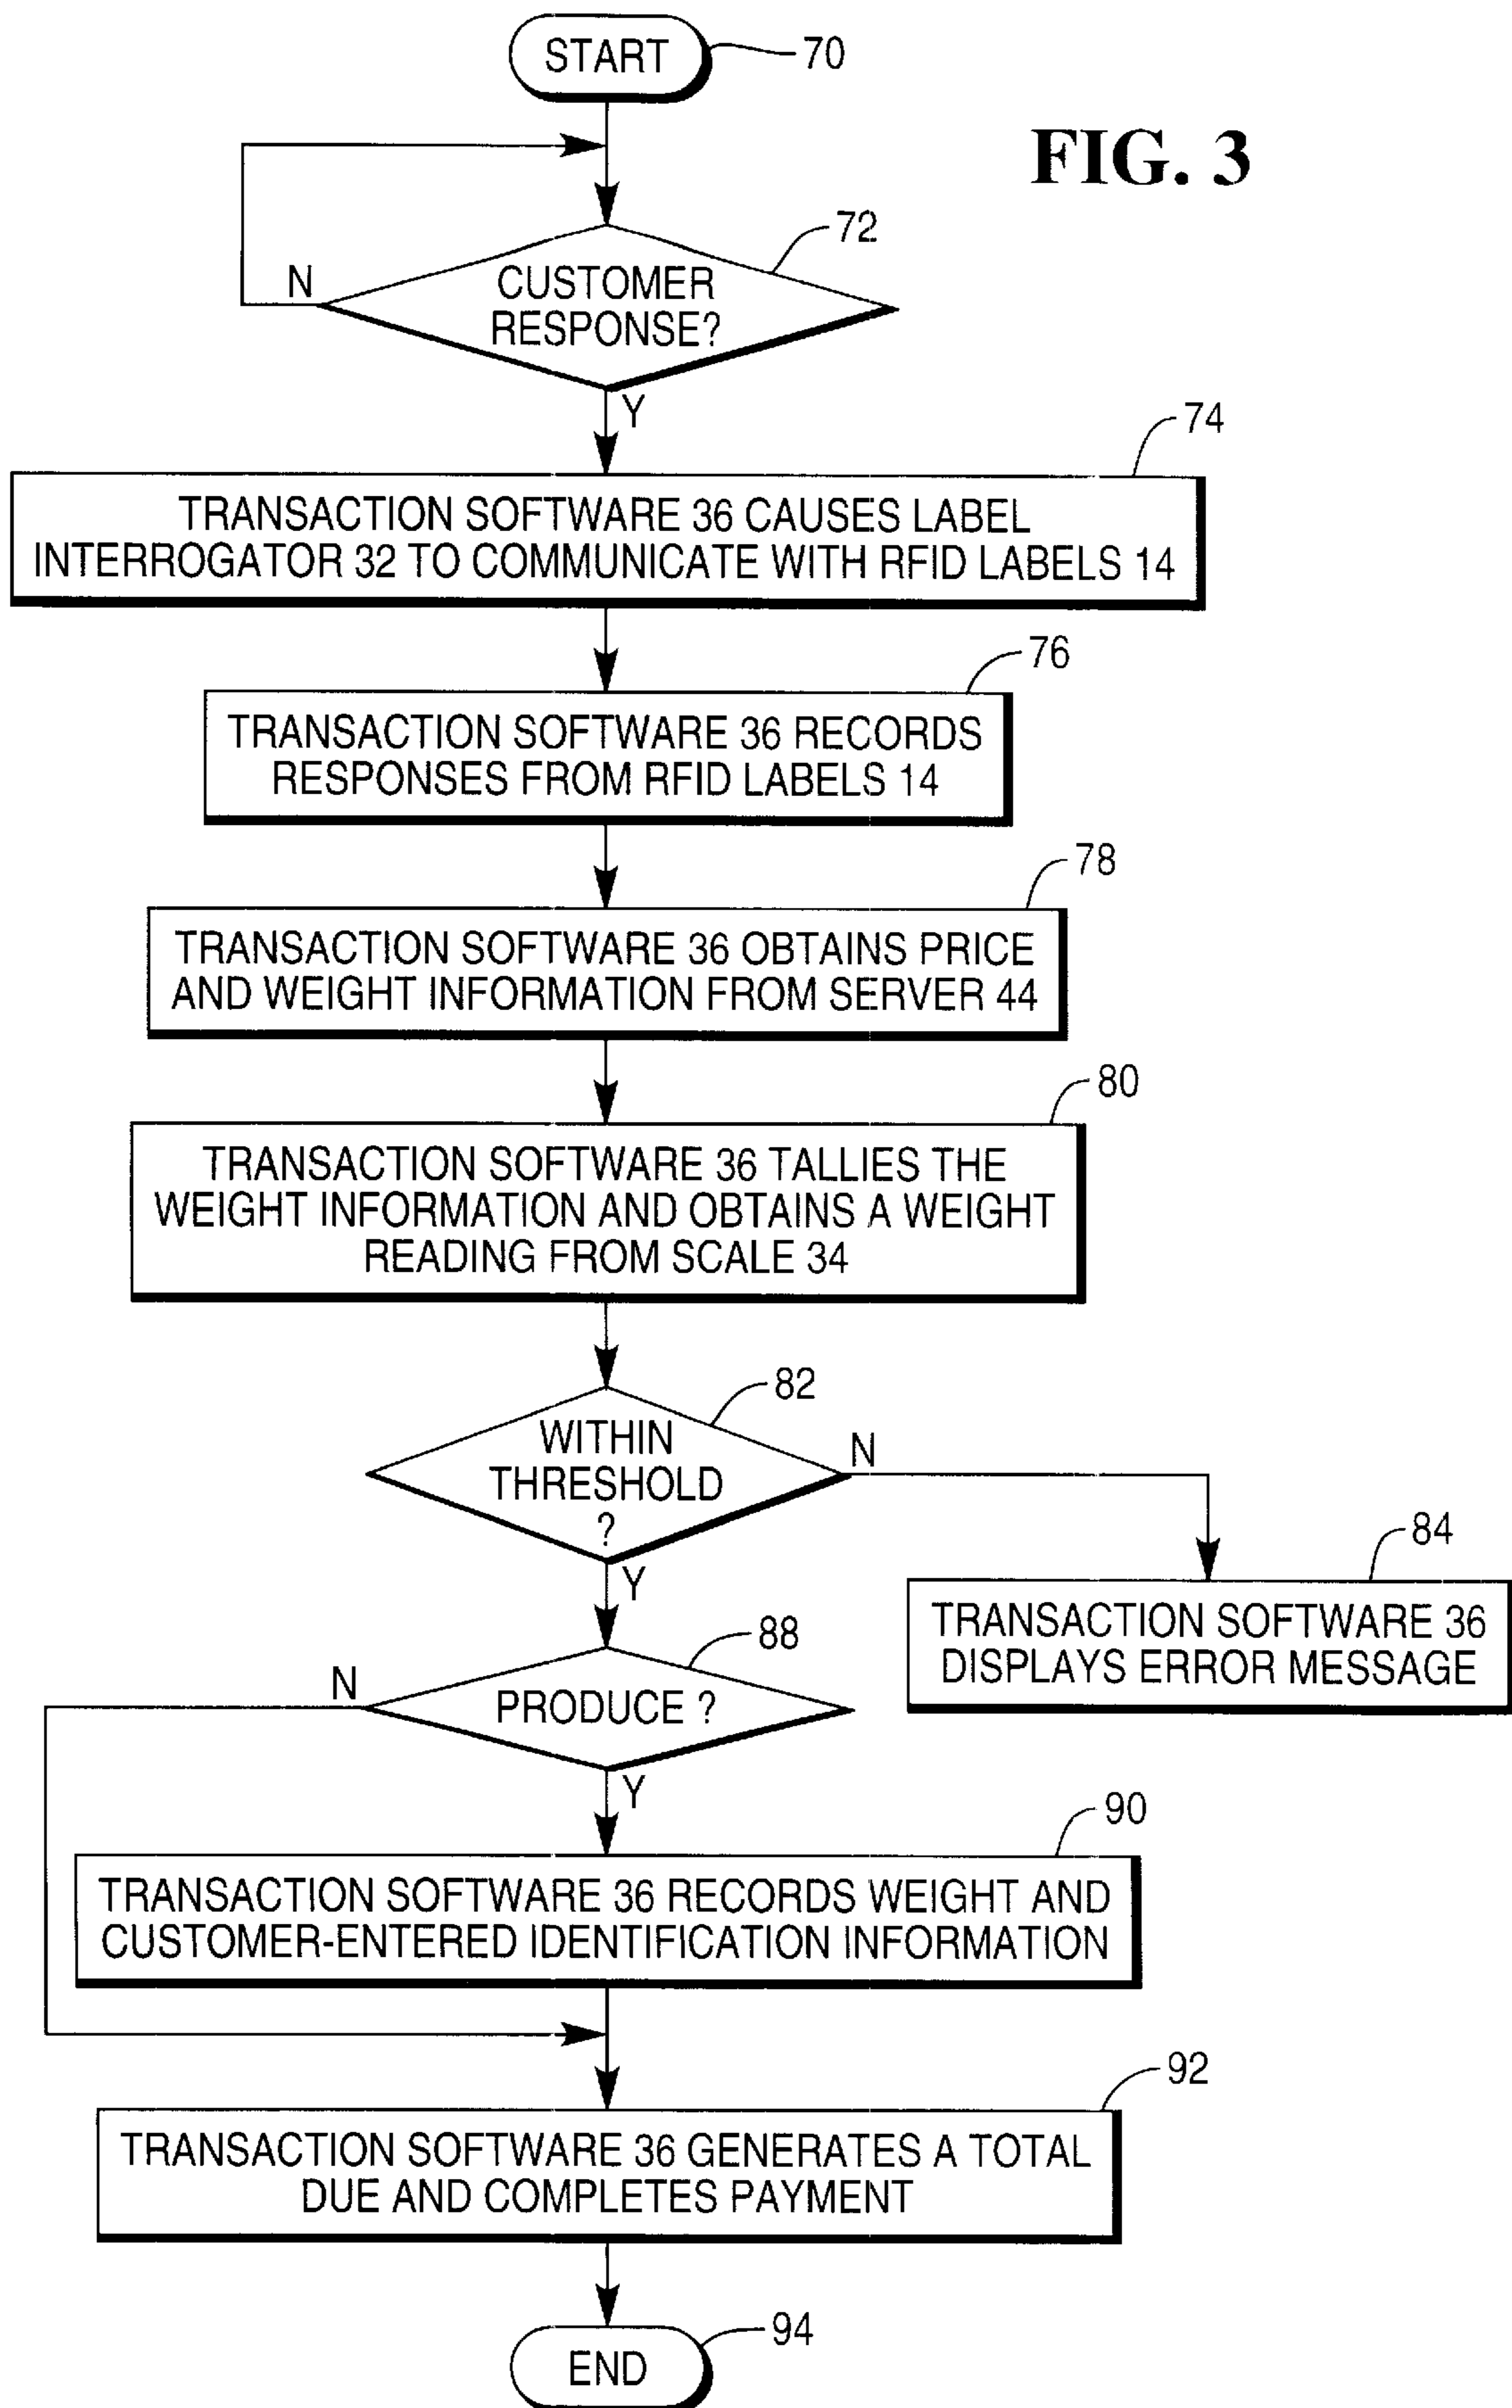 START
70
FIG. 3
72
N
CUSTOMER
RESPONSE?
Y
74
TRANSACTION SOFTWARE 36 CAUSES LABEL
INTERROGATOR 32 TO COMMUNICATE WITH RFID LABELS 14
76
TRANSACTION SOFTWARE 36 RECORDS
RESPONSES FROM RFID LABELS 14
78
TRANSACTION SOFTWARE 36 OBTAINS PRICE
AND WEIGHT INFORMATION FROM SERVER 44
80
TRANSACTION SOFTWARE 36 TALLIES THE
WEIGHT INFORMATION AND OBTAINS A WEIGHT
READING FROM SCALE 34
82
WITHIN
THRESHOLD
?
N
Y
84
TRANSACTION SOFTWARE 36
DISPLAYS ERROR MESSAGE
88
N
PRODUCE ?
Y
90
TRANSACTION SOFTWARE 36 RECORDS WEIGHT AND
CUSTOMER-ENTERED IDENTIFICATION INFORMATION
92
TRANSACTION SOFTWARE 36 GENERATES A TOTAL
DUE AND COMPLETES PAYMENT
94
END